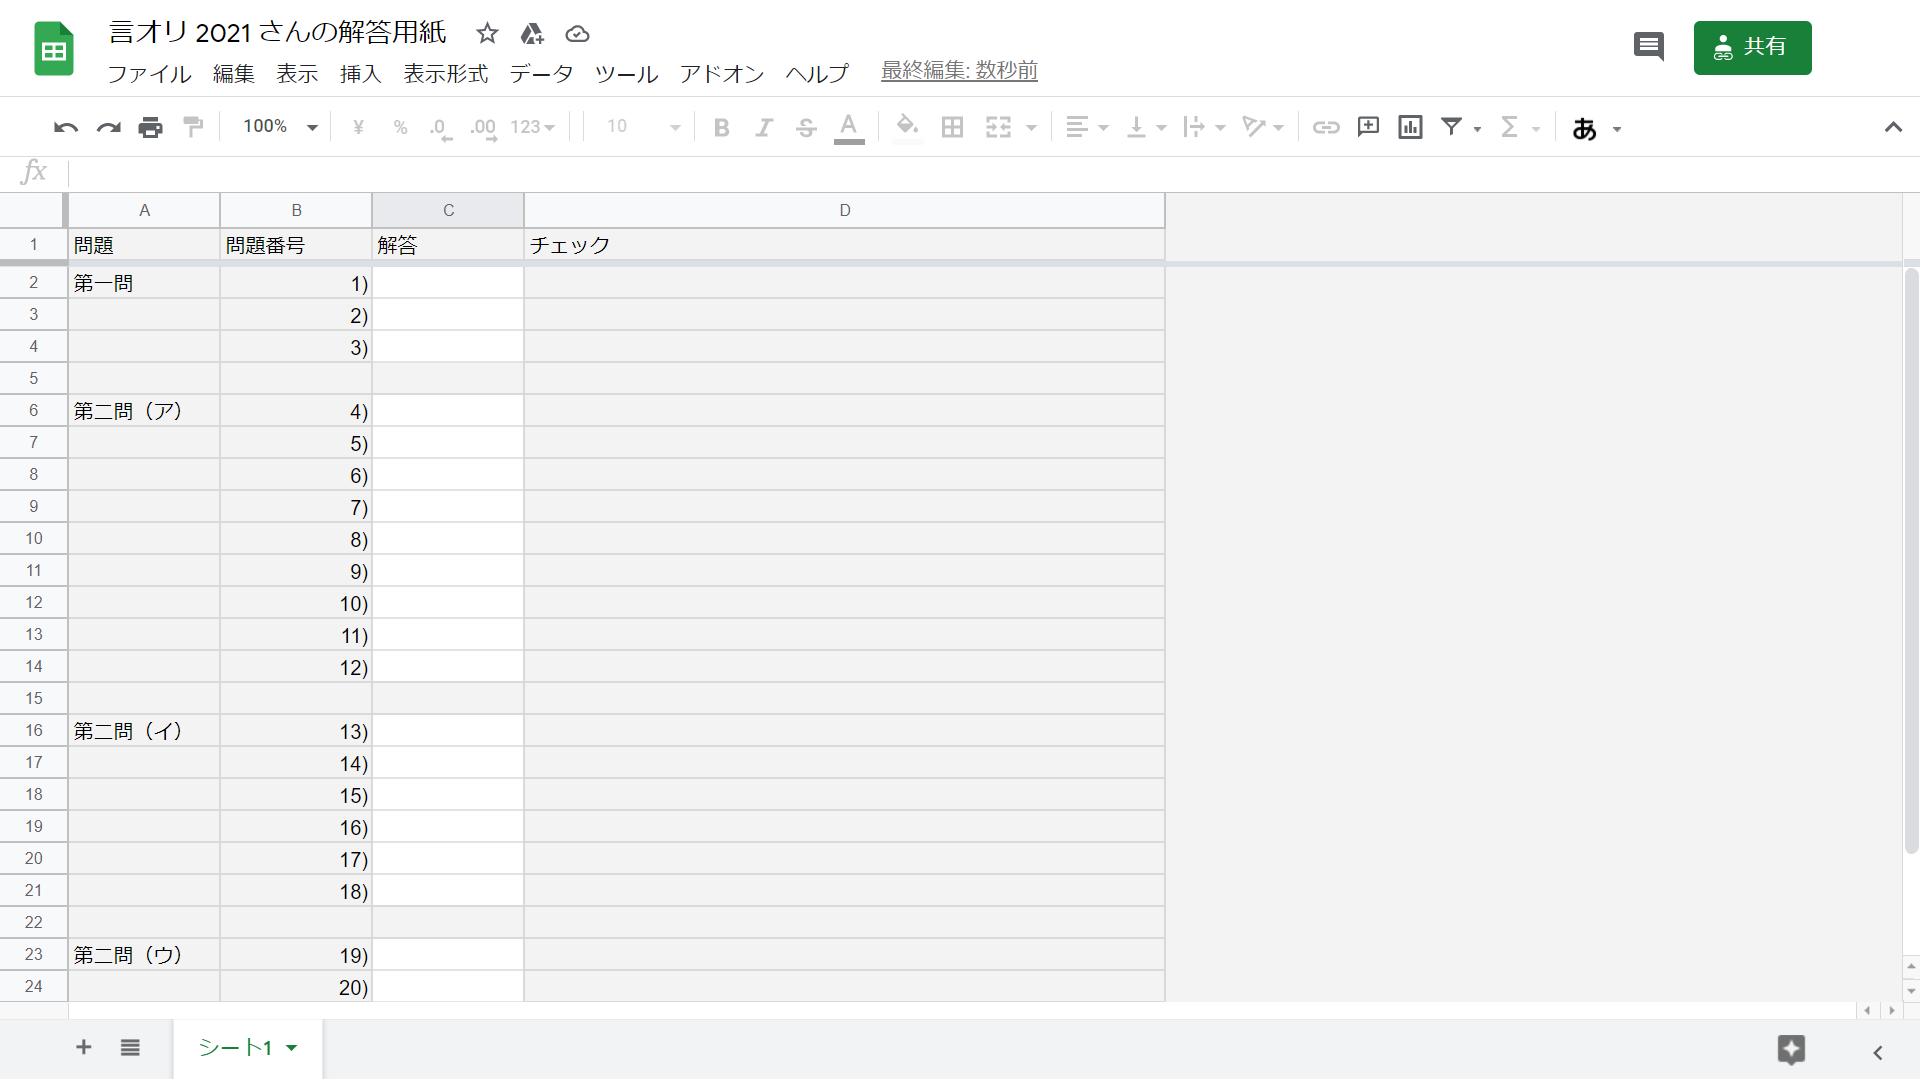 言オリ 2021 さんの解答用紙
ファイル 編集 表示 挿入 表示形式 データ ツール アドオン ヘルプ 最終編集: 数秒前
共有
100% ¥ % .0 .00 123 10 B I S A Σ あ
fx
A B C D
1 問題 問題番号 解答 チェック
2 第一問 1)
3 2)
4 3)
5
6 第二問（ア） 4)
7 5)
8 6)
9 7)
10 8)
11 9)
12 10)
13 11)
14 12)
15
16 第二問（イ） 13)
17 14)
18 15)
19 16)
20 17)
21 18)
22
23 第二問（ウ） 19)
24 20)
シート1